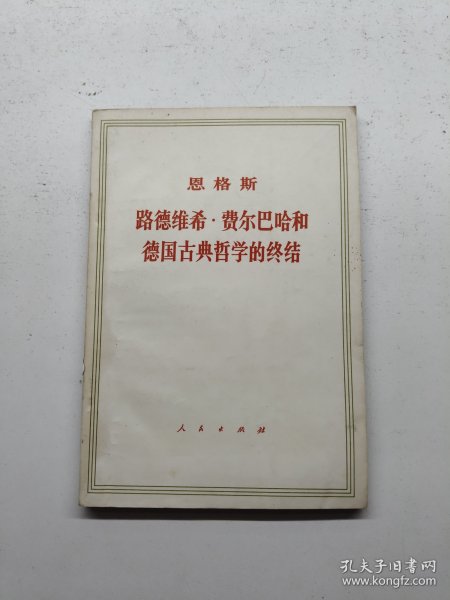 恩格斯
路德维希·费尔巴哈和
德国古典哲学的终结
人民出版社
孔夫子旧书网
www.kongfz.com